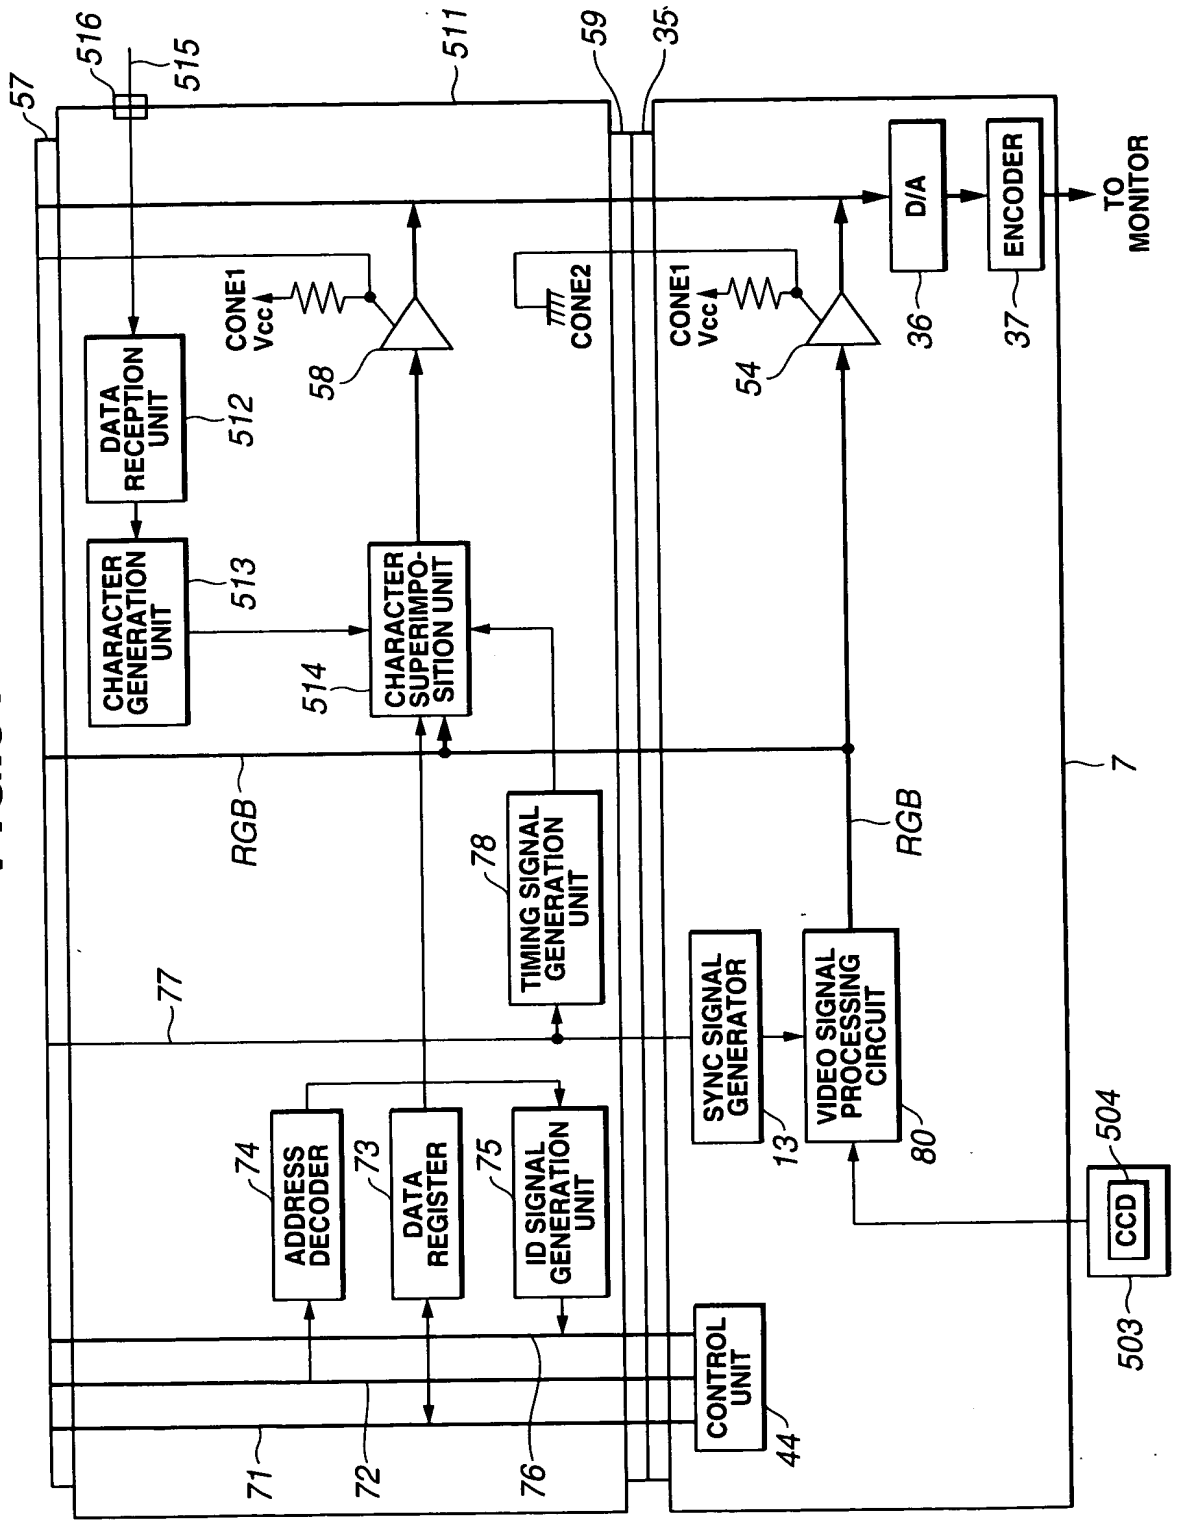 57
516
515
511
59
35
DATA
RECEPTION
UNIT
512
CHARACTER
GENERATION
UNIT
513
CONE1
Vcc
58
CHARACTER
SUPERIMPO-
SITION UNIT
514
CONE2
CONE1
Vcc
54
D/A
36
ENCODER
37
TO
MONITOR
RGB
RGB
7
TIMING SIGNAL
GENERATION
UNIT
78
77
SYNC SIGNAL
GENERATOR
13
VIDEO SIGNAL
PROCESSING
CIRCUIT
80
ADDRESS
DECODER
74
DATA
REGISTER
73
ID SIGNAL
GENERATION
UNIT
75
CCD
504
503
CONTROL
UNIT
44
71
72
76